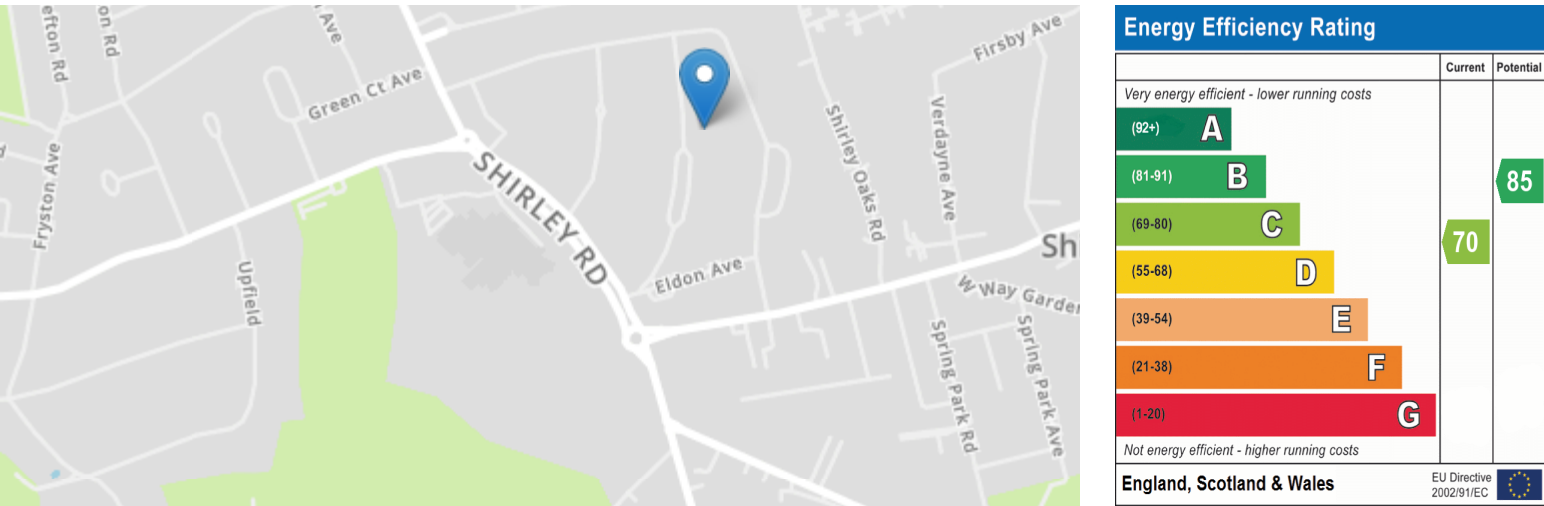 efton Rd
on Rd
Ave
Green Ct Ave
Fryston Ave
Upfield
SHIRLEY RD
Eldon Ave
Shirley Oaks Rd
Verdayne Ave
Firsby Ave
Sh
W Way Garden
Spring Park Rd
Spring Park Ave
Energy Efficiency Rating
Current Potential
Very energy efficient - lower running costs
(92+) A
(81-91) B
85
(69-80) C
70
(55-68) D
(39-54) E
(21-38) F
(1-20) G
Not energy efficient - higher running costs
England, Scotland & Wales
EU Directive
2002/91/EC